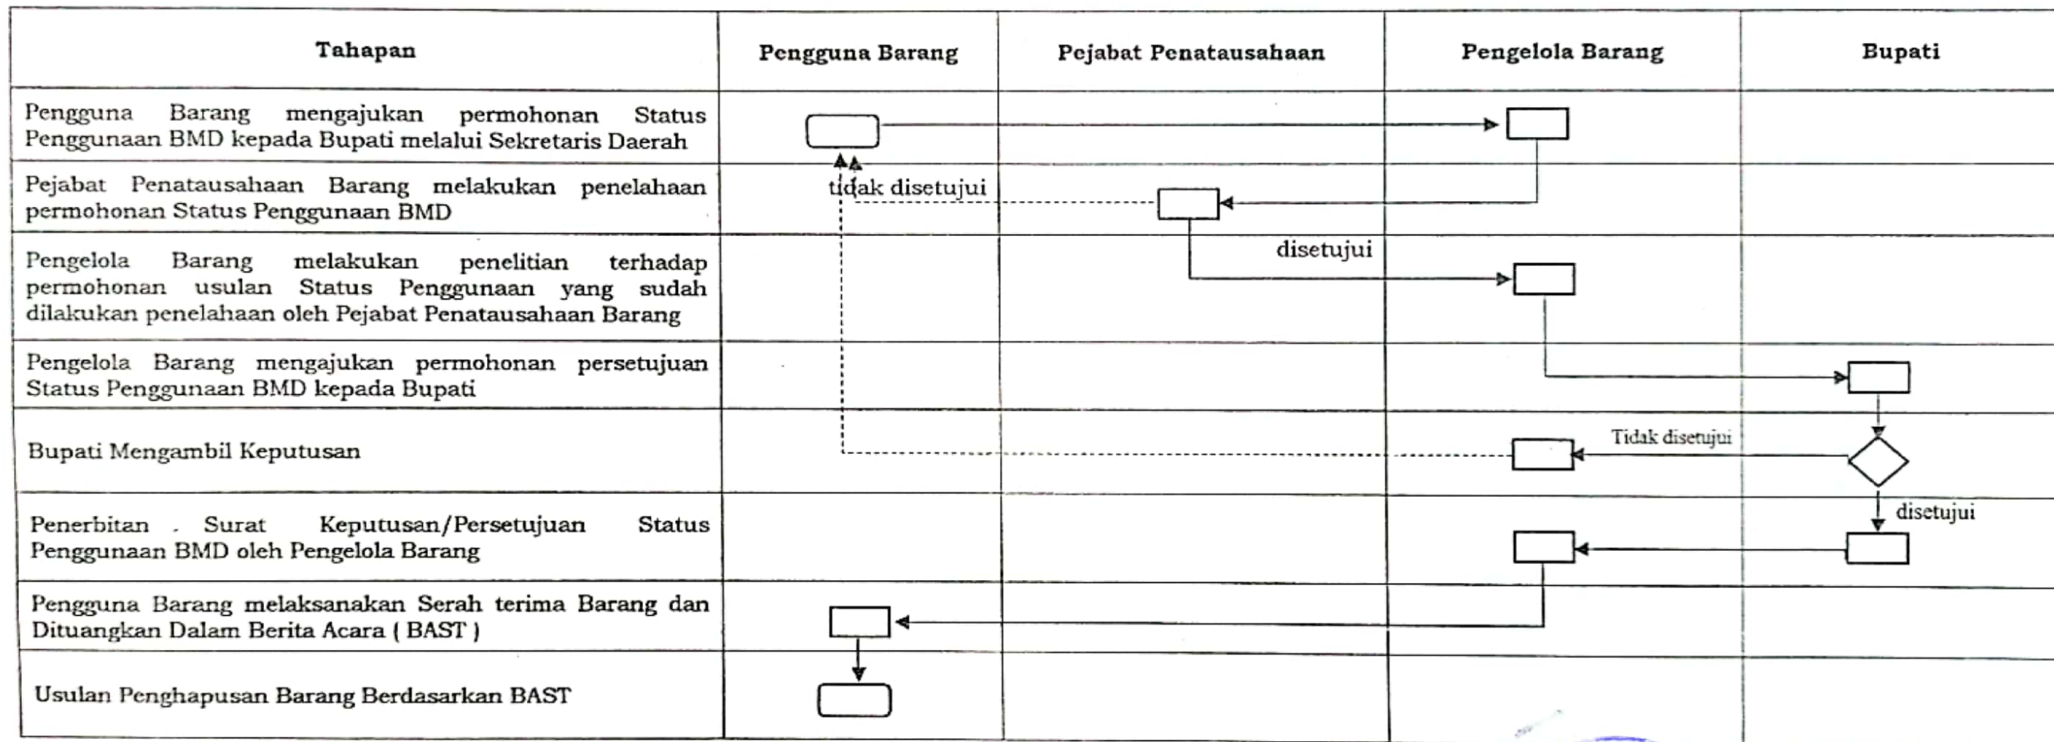 Tahapan
Pengguna Barang
Pejabat Penatausahaan
Pengelola Barang
Bupati
Pengguna Barang mengajukan permohonan Status
Penggunaan BMD kepada Bupati melalui Sekretaris Daerah
Pejabat Penatausahaan Barang melakukan penelahaan
permohonan Status Penggunaan BMD
tidak disetujui
Pengelola Barang melakukan penelitian terhadap
permohonan usulan Status Penggunaan yang sudah
dilakukan penelahaan oleh Pejabat Penatausahaan Barang
disetujui
Pengelola Barang mengajukan permohonan persetujuan
Status Penggunaan BMD kepada Bupati
Bupati Mengambil Keputusan
Tidak disetujui
Penerbitan Surat Keputusan/Persetujuan Status
Penggunaan BMD oleh Pengelola Barang
disetujui
Pengguna Barang melaksanakan Serah terima Barang dan
Dituangkan Dalam Berita Acara ( BAST )
Usulan Penghapusan Barang Berdasarkan BAST